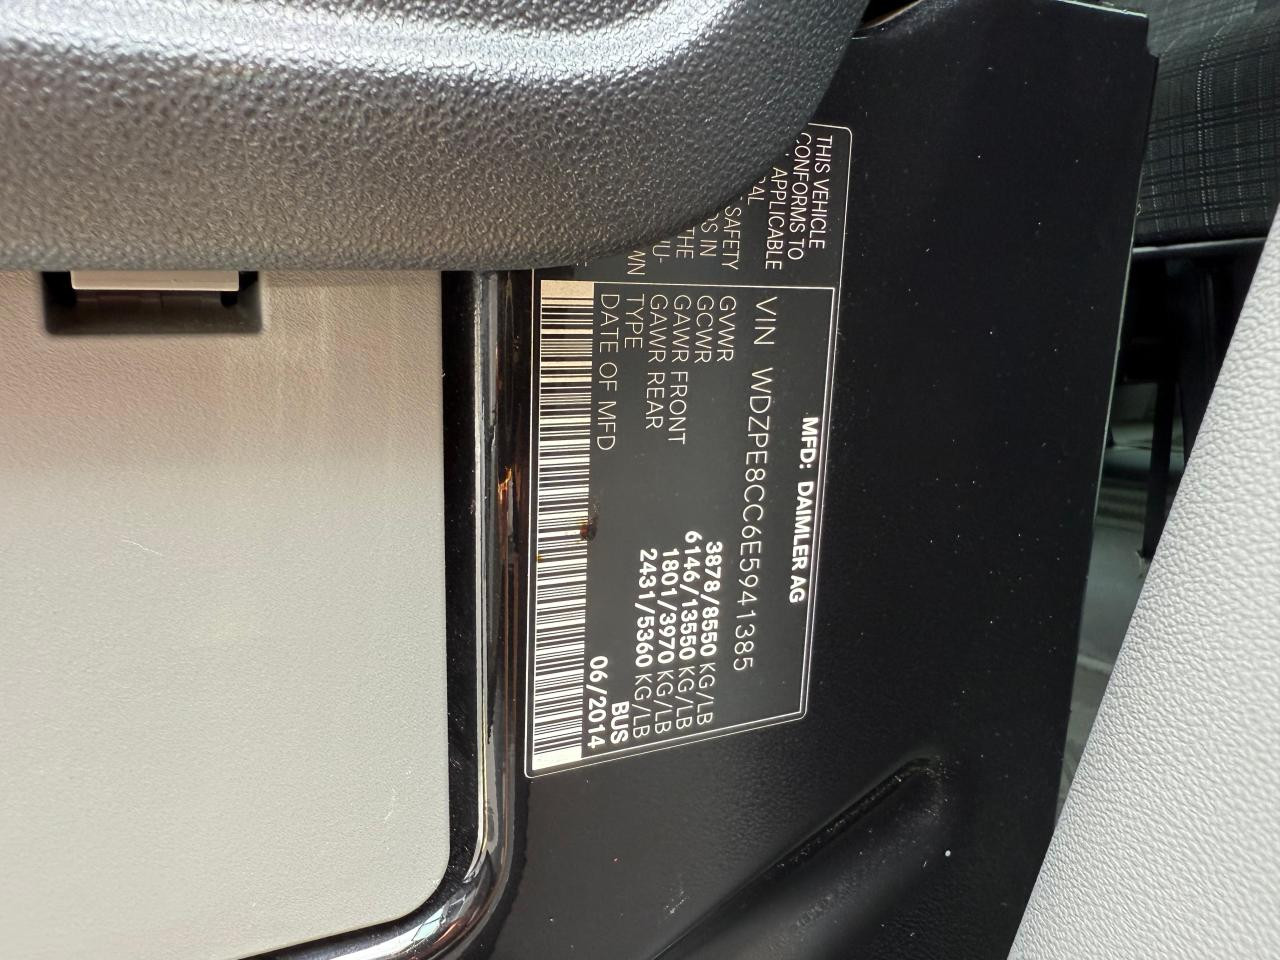 THIS VEHICLE
CONFORMS TO
APPLICABLE
SAFETY
IN
THE
MFD: DAIMLER AG
VIN WDZPE8CC6E5941385
GVWR 3878/8550 KG/LB
GCWR 6146/13550 KG/LB
GAWR FRONT 1801/3970 KG/LB
GAWR REAR 2431/5360 KG/LB
TYPE BUS
DATE OF MFD 06/2014